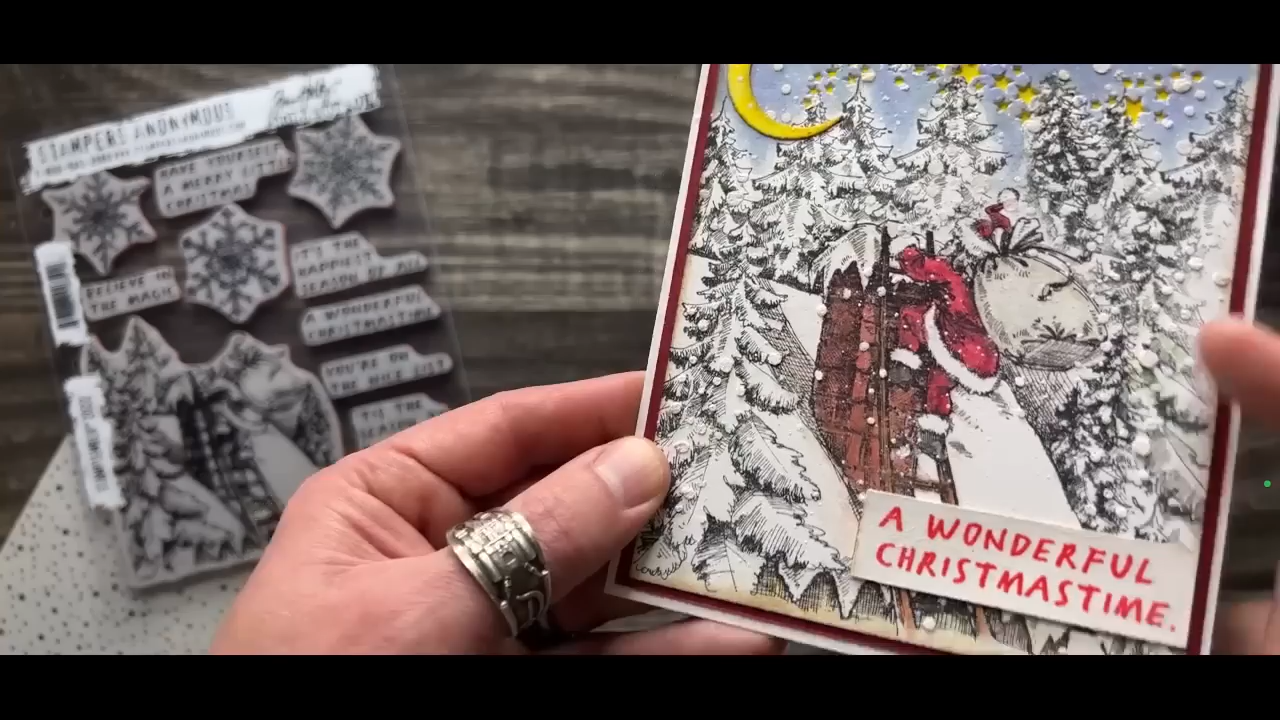 STAMPERS ANONYMOUS
HAVE YOURSELF
A MERRY LITTLE
CHRISTMAS
BELIEVE IN
THE MAGIC
'TIS THE
HAPPIEST
SEASON OF ALL
A WONDERFUL
CHRISTMASTIME.
YOU'RE ON
THE NICE LIST
'TIS THE
SEASON
A WONDERFUL
CHRISTMASTIME.